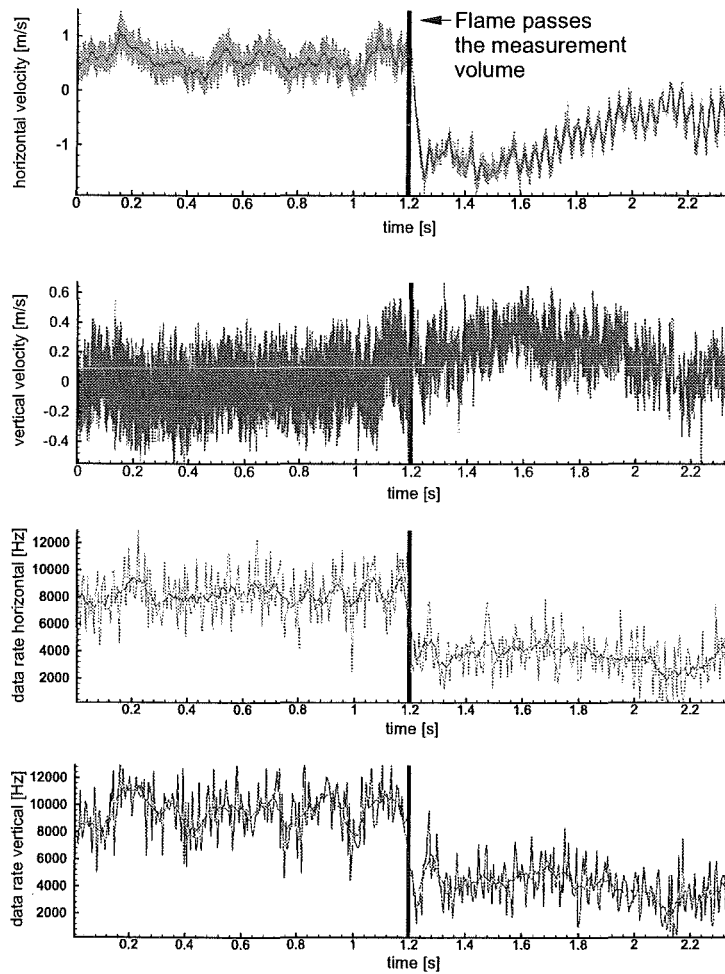 Flame passes
the measurement
volume
horizontal velocity [m/s]
1
0
-1
0 0.2 0.4 0.6 0.8 1 1.2 1.4 1.6 1.8 2 2.2
time [s]
vertical velocity [m/s]
0.6
0.4
0.2
0
-0.2
-0.4
0 0.2 0.4 0.6 0.8 1 1.2 1.4 1.6 1.8 2 2.2
time [s]
data rate horizontal [Hz]
12000
10000
8000
6000
4000
2000
0.2 0.4 0.6 0.8 1 1.2 1.4 1.6 1.8 2 2.2
time [s]
data rate vertical [Hz]
12000
10000
8000
6000
4000
2000
0.2 0.4 0.6 0.8 1 1.2 1.4 1.6 1.8 2 2.2
time [s]